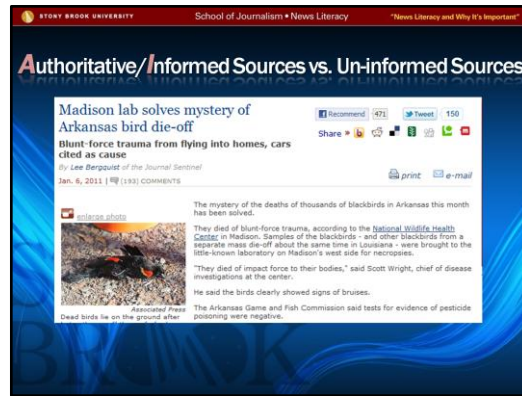 STONY BROOK UNIVERSITY
School of Journalism • News Literacy
"News Literacy and Why It's Important"
Authoritative/Informed Sources vs. Un-informed Sources
Madison lab solves mystery of
Arkansas bird die-off
Blunt-force trauma from flying into homes, cars
cited as cause
By Lee Bergquist of the Journal Sentinel
Jan. 6, 2011 | (193) COMMENTS
Recommend 471 Tweet 150
Share »
print e-mail
enlarge photo
Associated Press
Dead birds lie on the ground after
The mystery of the deaths of thousands of blackbirds in Arkansas this month
has been solved.
They died of blunt-force trauma, according to the National Wildlife Health
Center in Madison. Samples of the blackbirds - and other blackbirds from a
separate mass die-off about the same time in Louisiana - were brought to the
little-known laboratory on Madison's west side for necropsies.
"They died of impact force to their bodies," said Scott Wright, chief of disease
investigations at the center.
He said the birds clearly showed signs of bruises.
The Arkansas Game and Fish Commission said tests for evidence of pesticide
poisoning were negative.